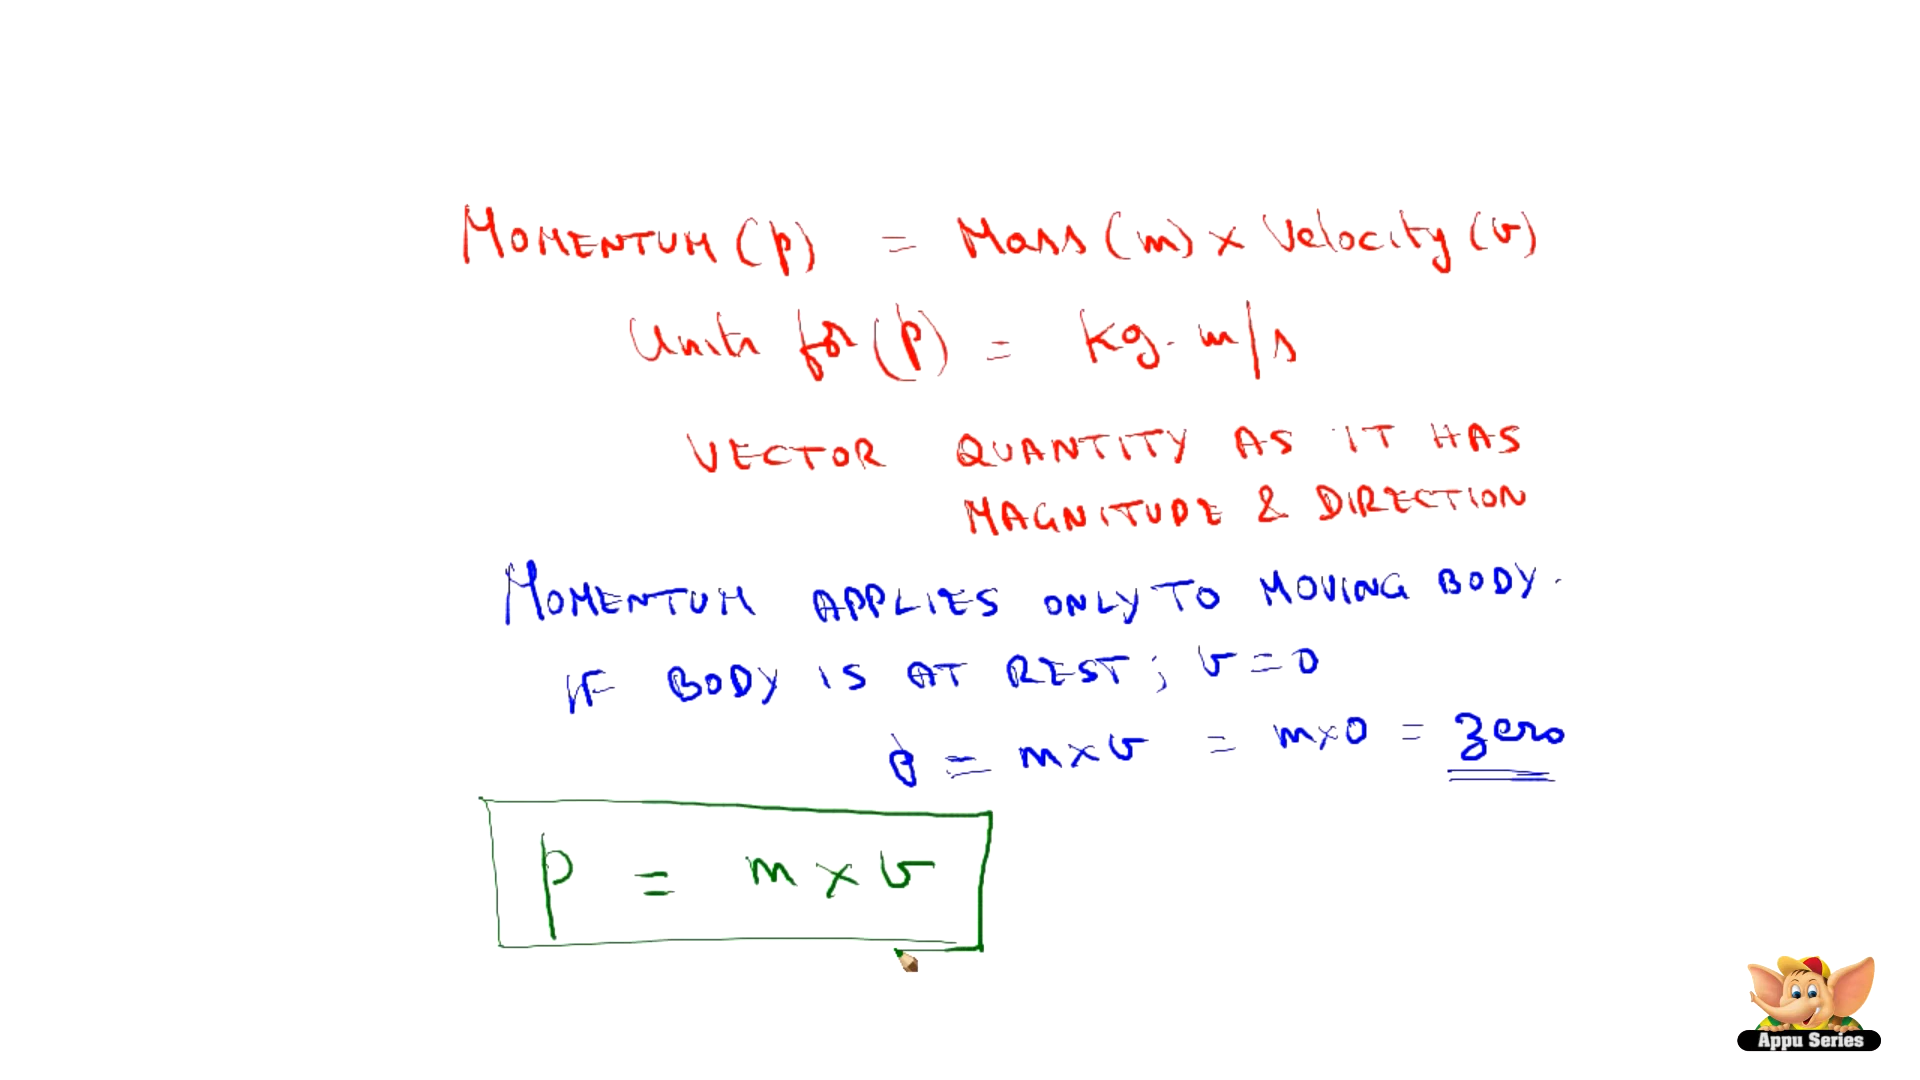 MOMENTUM (p) = Mass (m) × Velocity (v)
Units for (p) = kg. m/s
VECTOR QUANTITY AS IT HAS
MAGNITUDE & DIRECTION
MOMENTUM APPLIES ONLY TO MOVING BODY.
IF BODY IS AT REST; v = 0
p = m × v = m × 0 = zero
p = m × v
Appu Series